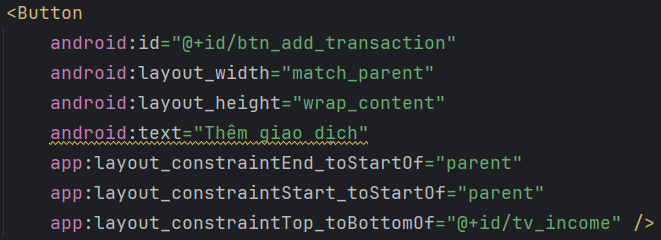 <Button
android:id="@+id/btn_add_transaction"
android:layout_width="match_parent"
android:layout_height="wrap_content"
android:text="Thêm giao dịch"
app:layout_constraintEnd_toStartOf="parent"
app:layout_constraintStart_toStartOf="parent"
app:layout_constraintTop_toBottomOf="@+id/tv_income" />